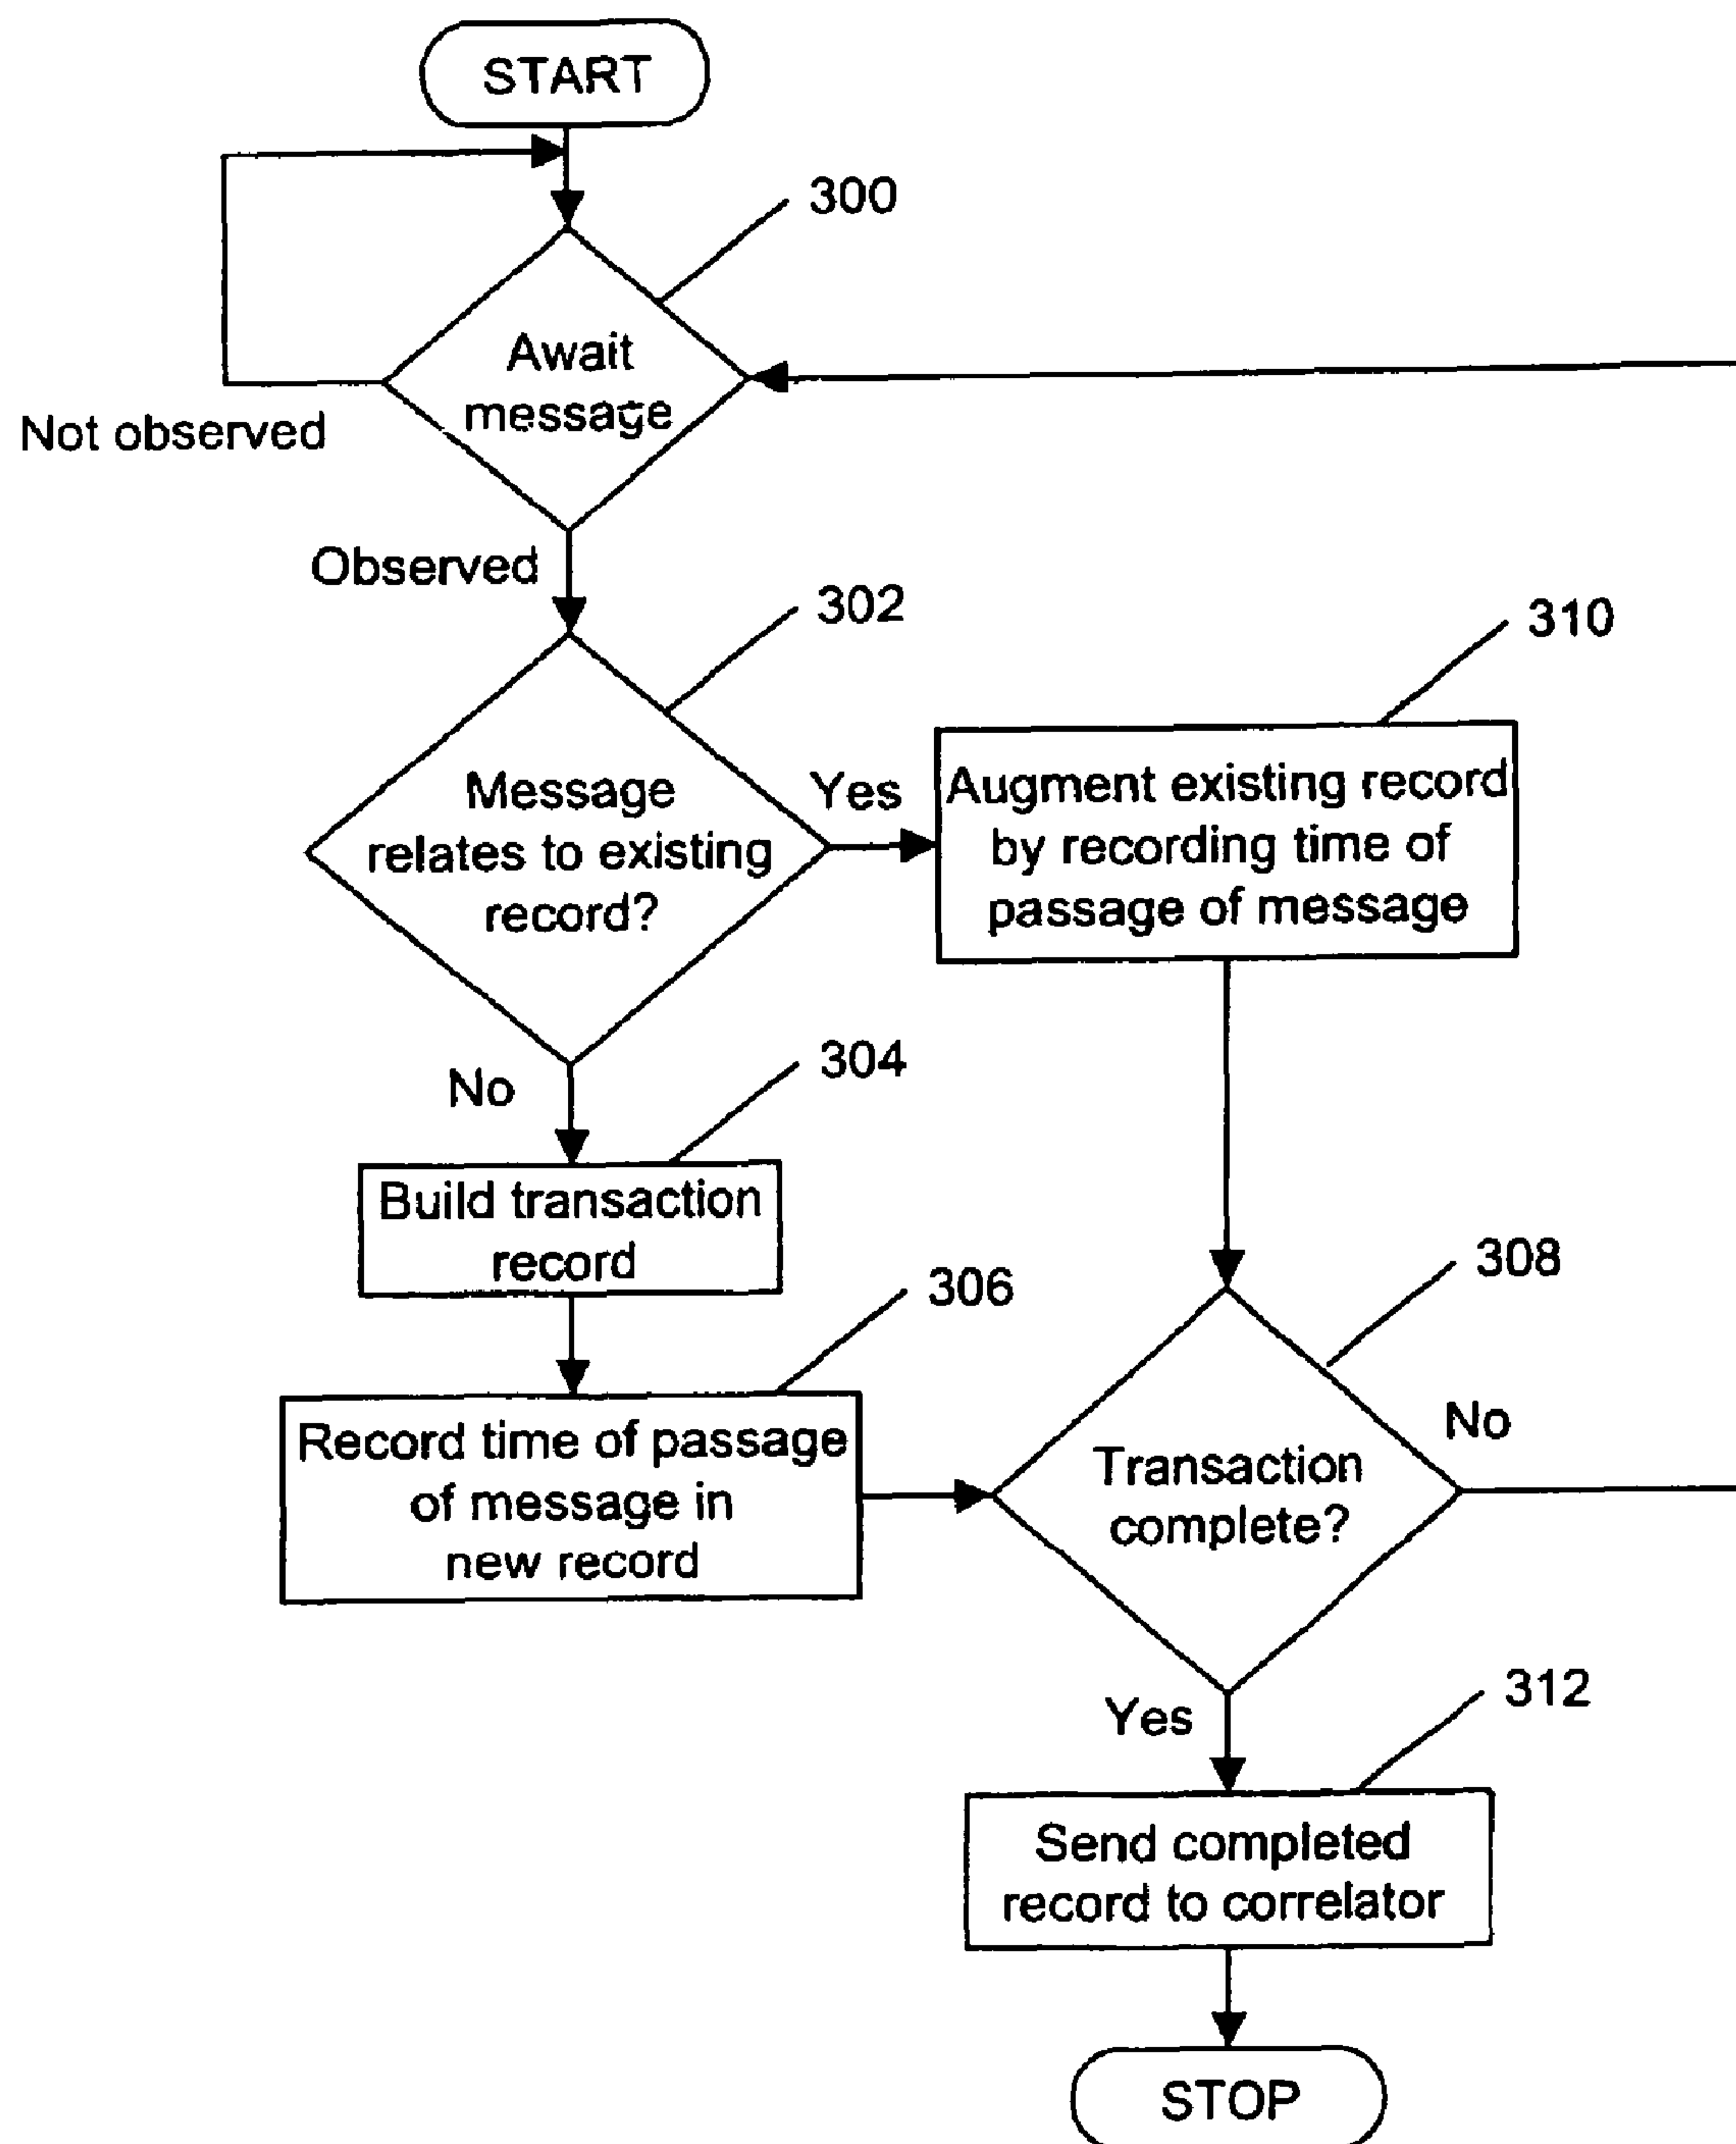 START
300
Await
message
Not observed
Observed
302
310
Message
relates to existing
record?
Yes
Augment existing record
by recording time of
passage of message
No
304
Build transaction
record
306
308
Record time of passage
of message in
new record
Transaction
complete?
No
Yes
312
Send completed
record to correlator
STOP